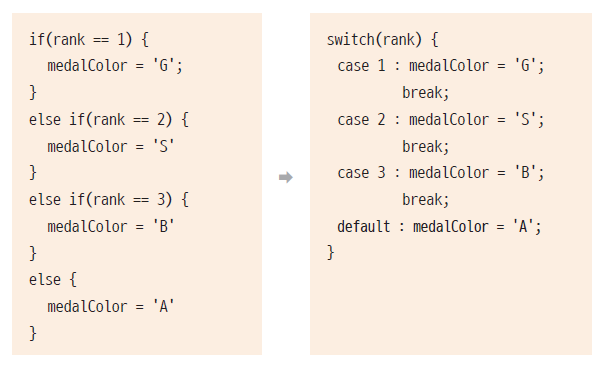 if(rank == 1) {
medalColor = 'G';
}
else if(rank == 2) {
medalColor = 'S'
}
else if(rank == 3) {
medalColor = 'B'
}
else {
medalColor = 'A'
}
switch(rank) {
case 1 : medalColor = 'G';
break;
case 2 : medalColor = 'S';
break;
case 3 : medalColor = 'B';
break;
default : medalColor = 'A';
}